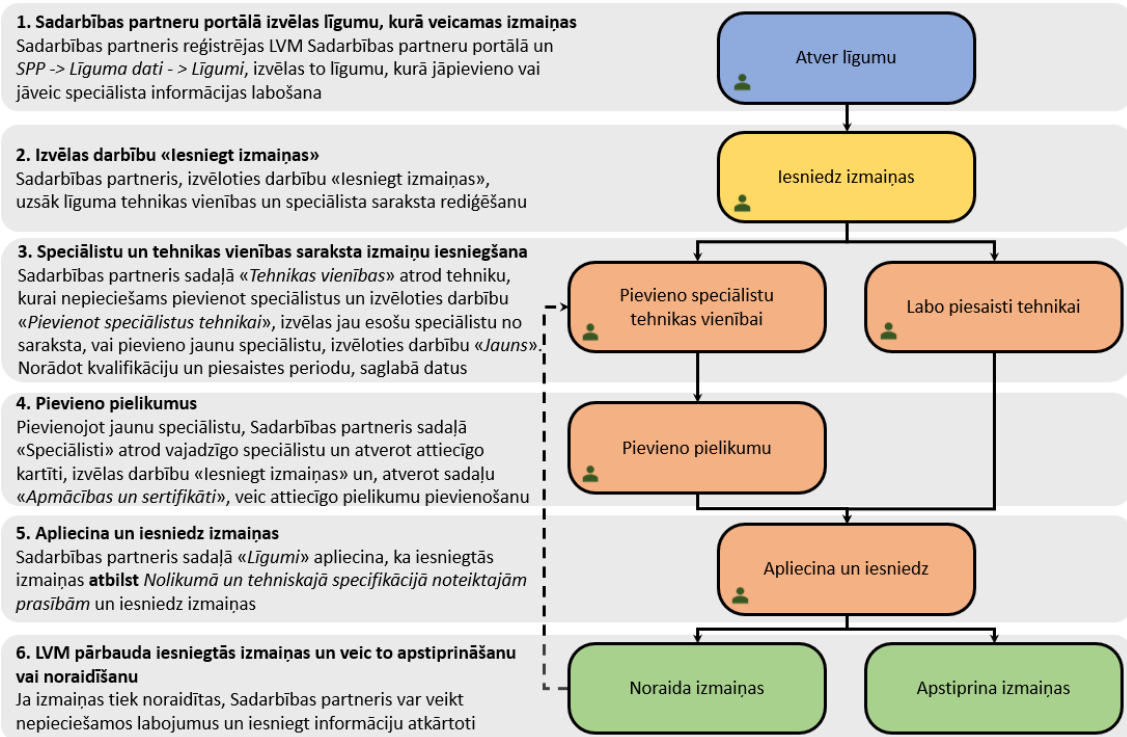 1. Sadarbības partneru portālā izvēlas līgumu, kurā veicamas izmaiņas
Sadarbības partneris reģistrējas LVM Sadarbības partneru portālā un
SPP -> Līguma dati - > Līgumi, izvēlas to līgumu, kurā jāpievieno vai
jāveic speciālista informācijas labošana
Atver līgumu
2. Izvēlas darbību «Iesniegt izmaiņas»
Sadarbības partneris, izvēloties darbību «Iesniegt izmaiņas»,
uzsāk līguma tehnikas vienības un speciālista saraksta rediģēšanu
Iesniedz izmaiņas
3. Speciālistu un tehnikas vienības saraksta izmaiņu iesniegšana
Sadarbības partneris sadaļā «Tehnikas vienības» atrod tehniku,
kurai nepieciešams pievienot speciālistus un izvēloties darbību
«Pievienot speciālistus tehnikai», izvēlas jau esošu speciālistu no
saraksta, vai pievieno jaunu speciālistu, izvēloties darbību «Jauns».
Norādot kvalifikāciju un piesaistes periodu, saglabā datus
Pievieno speciālistu
tehnikas vienībai
Labo piesaisti tehnikai
4. Pievieno pielikumus
Pievienojot jaunu speciālistu, Sadarbības partneris sadaļā
«Speciālisti» atrod vajadzīgo speciālistu un atverot attiecīgo
kartīti, izvēlas darbību «Iesniegt izmaiņas» un, atverot sadaļu
«Apmācības un sertifikāti», veic attiecīgo pielikumu pievienošanu
Pievieno pielikumu
5. Apliecina un iesniedz izmaiņas
Sadarbības partneris sadaļā «Līgumi» apliecina, ka iesniegtās
izmaiņas atbilst Nolikumā un tehniskajā specifikācijā noteiktajām
prasībām un iesniedz izmaiņas
Apliecina un iesniedz
6. LVM pārbauda iesniegtās izmaiņas un veic to apstiprināšanu
vai noraidīšanu
Ja izmaiņas tiek noraidītas, Sadarbības partneris var veikt
nepieciešamos labojumus un iesniegt informāciju atkārtoti
Noraida izmaiņas
Apstiprina izmaiņas